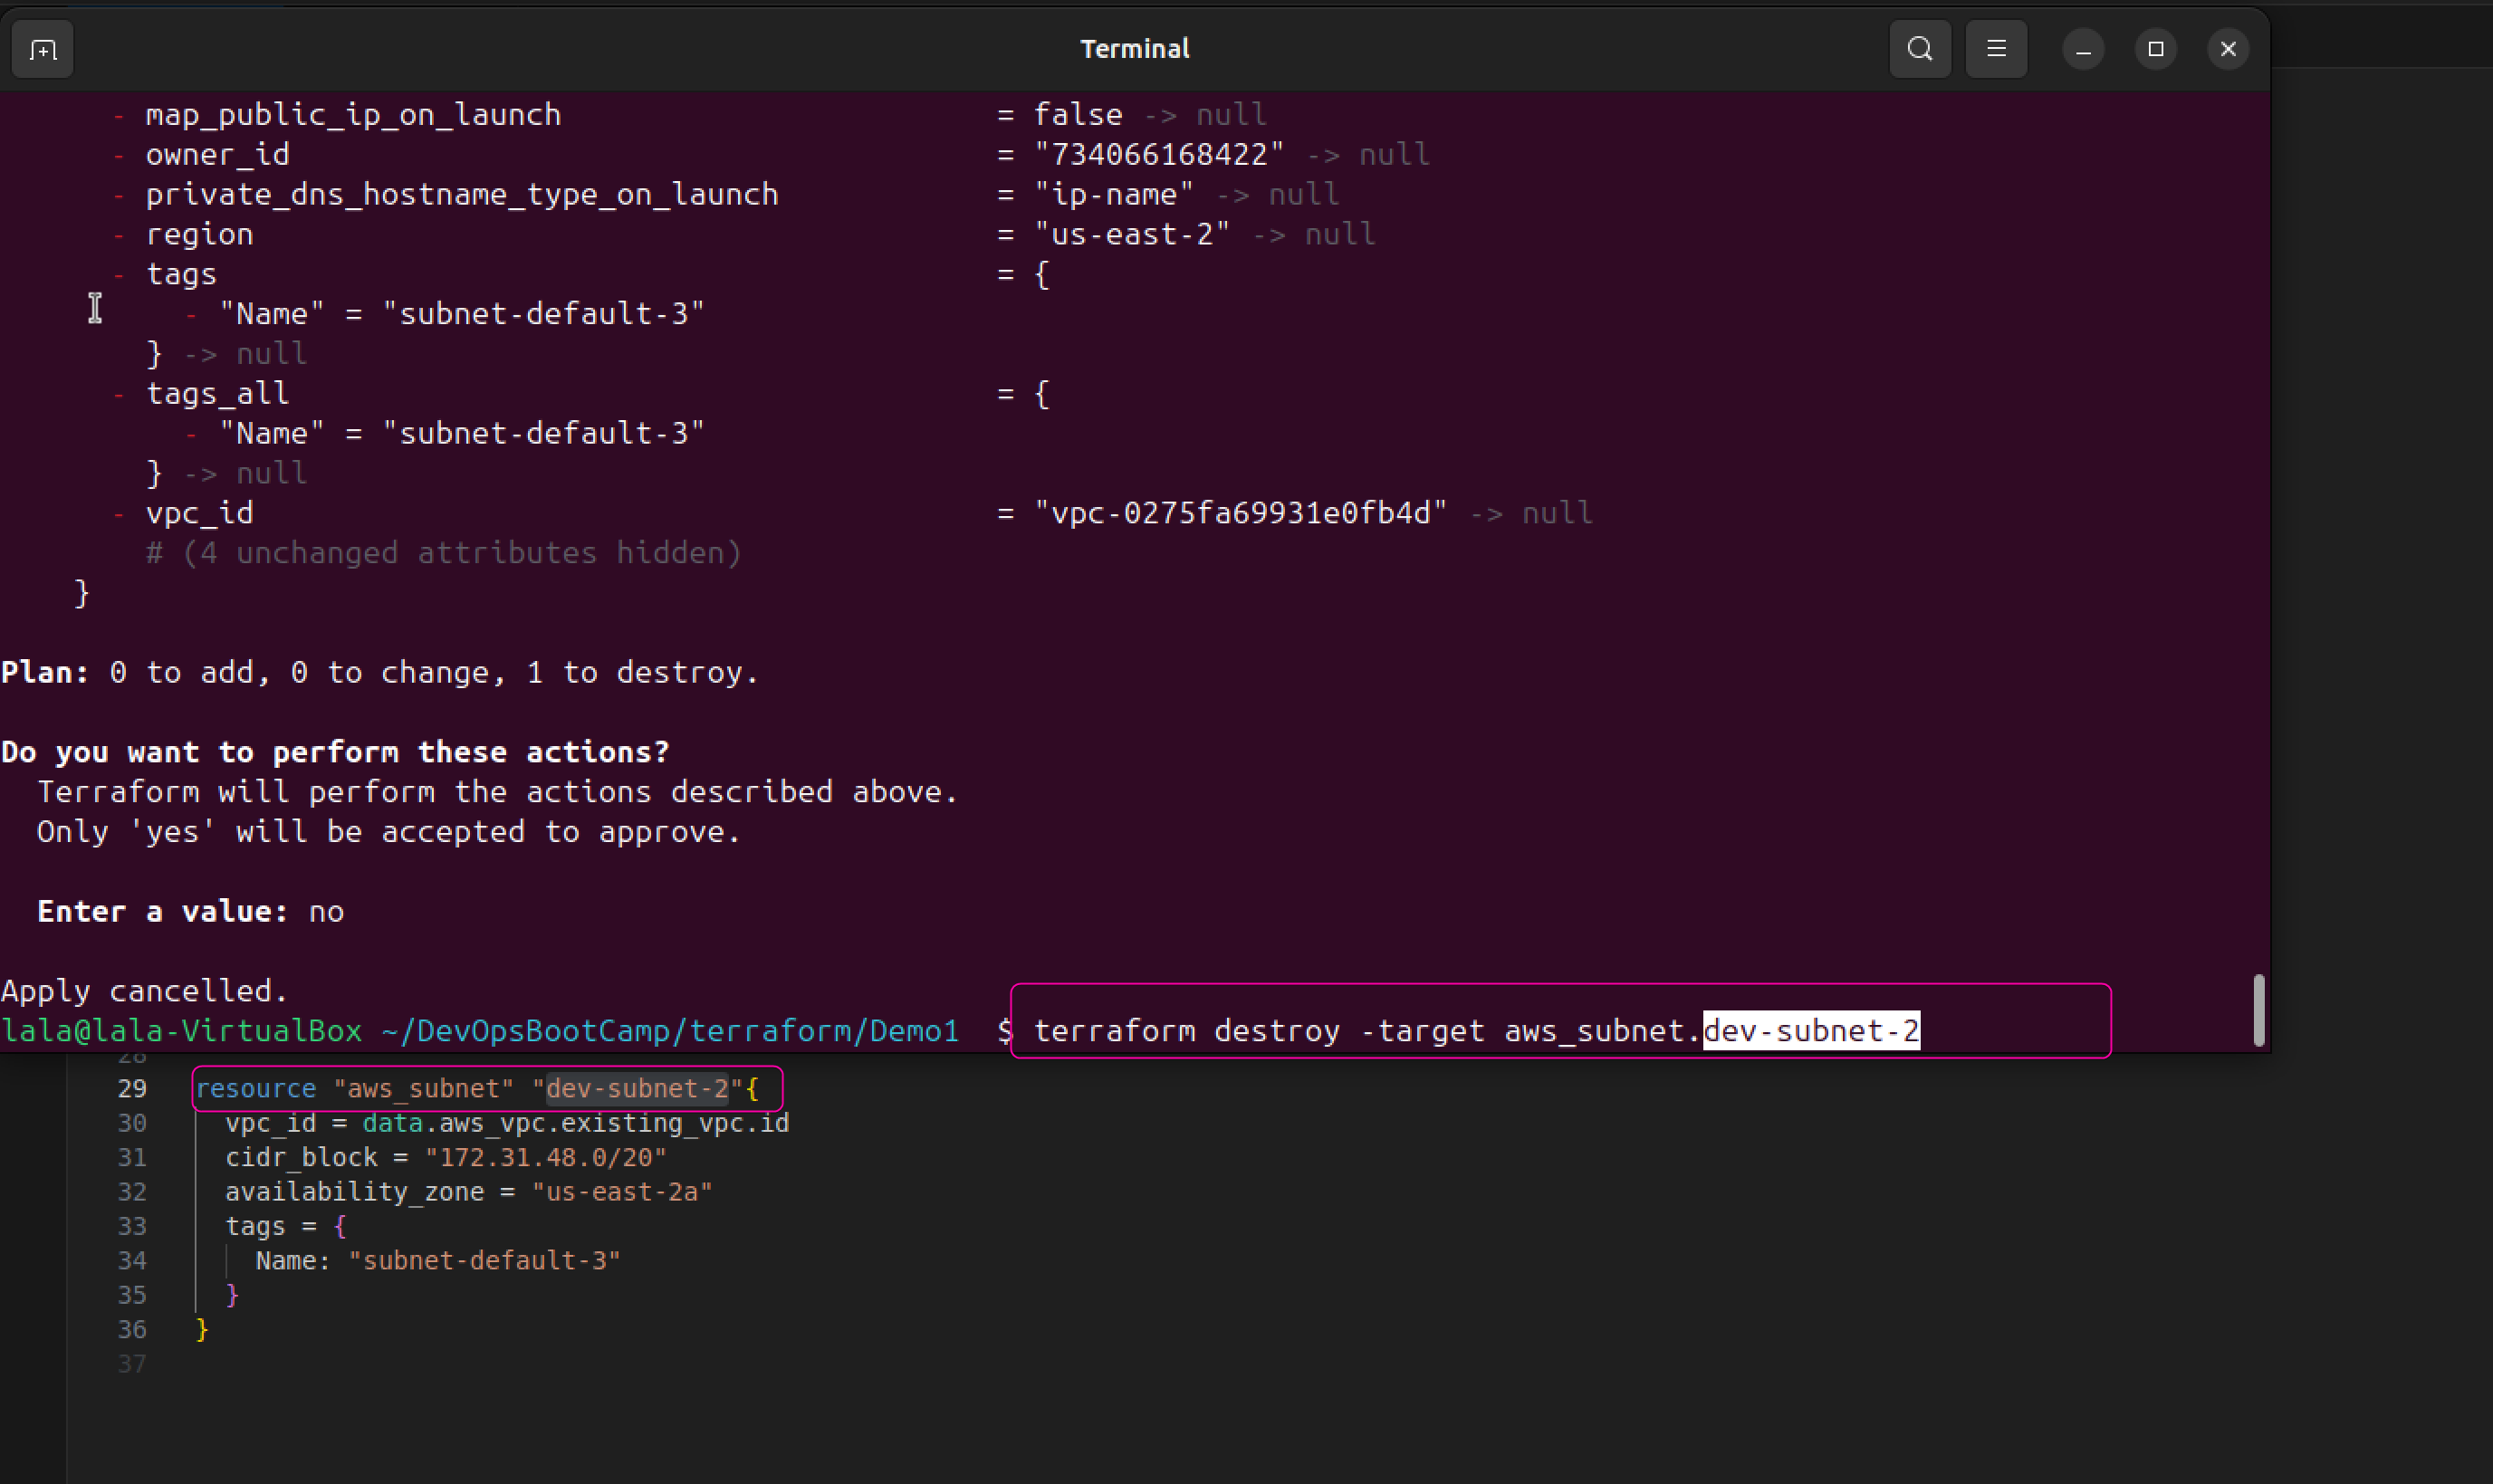 Terminal
- map_public_ip_on_launch = false -> null
- owner_id = "734066168422" -> null
- private_dns_hostname_type_on_launch = "ip-name" -> null
- region = "us-east-2" -> null
- tags = {
- "Name" = "subnet-default-3"
} -> null
- tags_all = {
- "Name" = "subnet-default-3"
} -> null
- vpc_id = "vpc-0275fa69931e0fb4d" -> null
# (4 unchanged attributes hidden)
}
Plan: 0 to add, 0 to change, 1 to destroy.
Do you want to perform these actions?
Terraform will perform the actions described above.
Only 'yes' will be accepted to approve.
Enter a value: no
Apply cancelled.
lala@lala-VirtualBox ~/DevOpsBootCamp/terraform/Demo1 $ terraform destroy -target aws_subnet.dev-subnet-2
28
29 resource "aws_subnet" "dev-subnet-2"{
30 vpc_id = data.aws_vpc.existing_vpc.id
31 cidr_block = "172.31.48.0/20"
32 availability_zone = "us-east-2a"
33 tags = {
34 Name: "subnet-default-3"
35 }
36 }
37